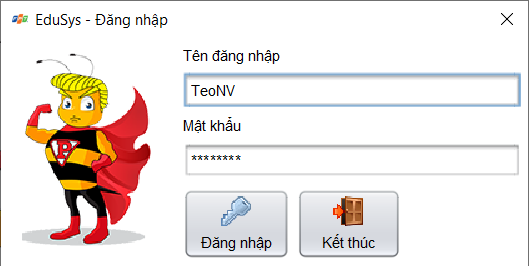 EduSys - Đăng nhập
Tên đăng nhập
TeoNV
Mật khẩu
********
Đăng nhập
Kết thúc